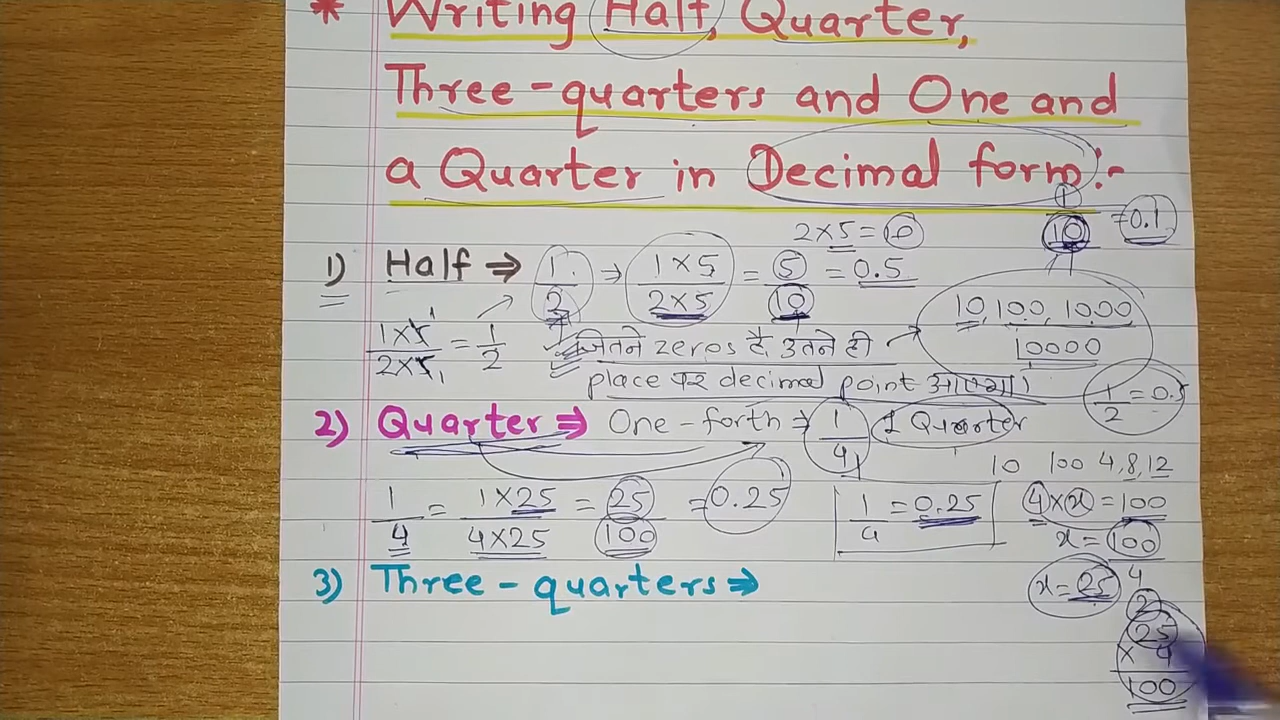 * Writing Half, Quarter,
Three-quarters and One and
a Quarter in Decimal form:-
1/10 = 0.1
2×5 = 10
1) Half ⇒ 1/2 → 1×5/2×5 = 5/10 = 0.5
10, 100, 1000
10000
1×5/2×5 = 1/2
जितने zeros है, उतने ही
place पर decimal point आएगा।
1/2 = 0.5
2) Quarter ⇒ One-forth ⇒ 1/4 1 Quarter
10 100 4, 8, 12
1/4 = 1×25/4×25 = 25/100 = 0.25
1/4 = 0.25
4×x = 100
x = 100
4
x = 25
3) Three-quarters ⇒
2
25
× 4
100